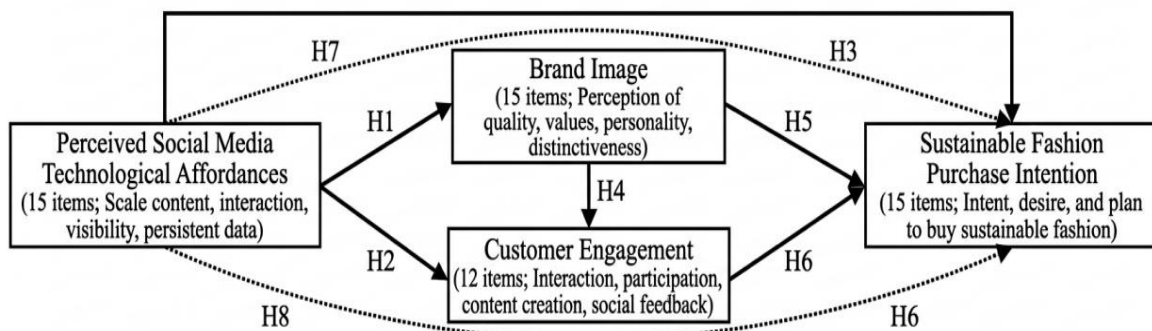 H7
H3
Brand Image
(15 items; Perception of
quality, values, personality,
distinctiveness)
H1
H5
Perceived Social Media
Technological Affordances
(15 items; Scale content, interaction,
visibility, persistent data)
Sustainable Fashion
Purchase Intention
(15 items; Intent, desire, and plan
to buy sustainable fashion)
H4
H2
Customer Engagement
(12 items; Interaction, participation,
content creation, social feedback)
H6
H8
H6